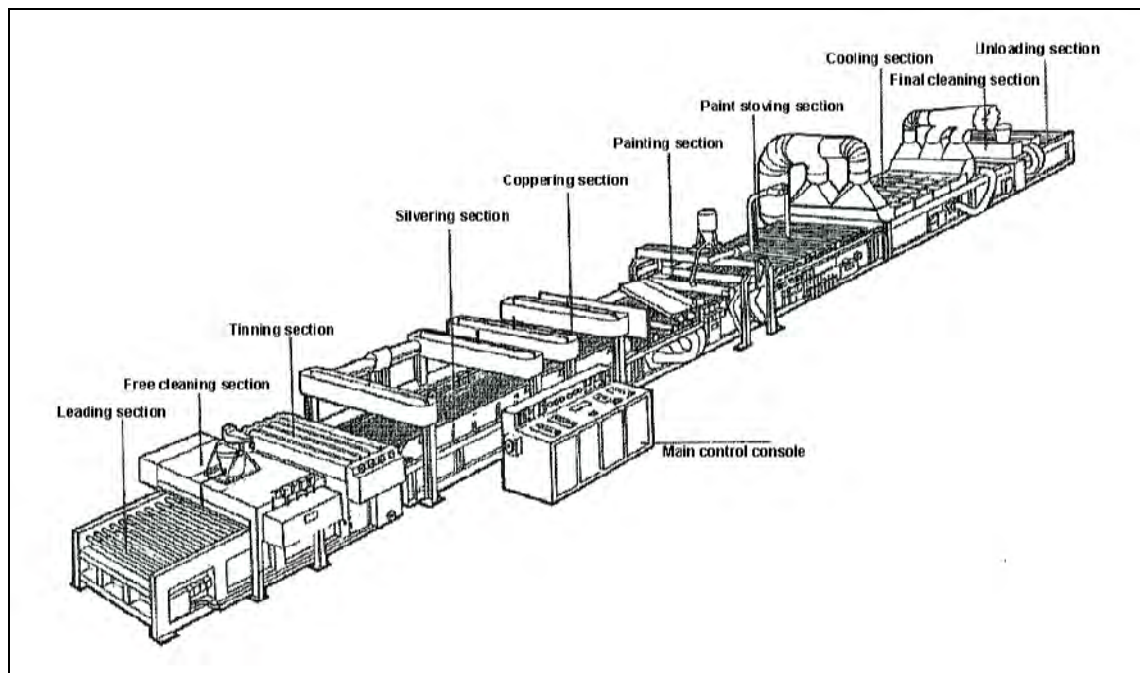 Unloading section
Cooling section
Final cleaning section
Paint stoving section
Painting section
Coppering section
Silvering section
Tinning section
Free cleaning section
Leading section
Main control console